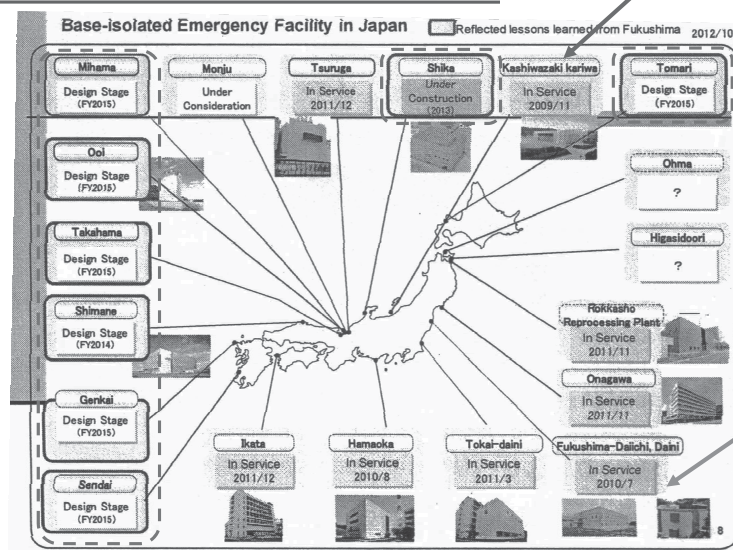 Base-isolated Emergency Facility in Japan
Reflected lessons learned from Fukushima
2012/10
Mihama
Design Stage
(FY2015)
Monju
Under
Consideration
Tsuruga
In Service
2011/12
Shika
Under
Construction
(2013)
Kashiwazaki kariwa
In Service
2009/11
Tomari
Design Stage
(FY2015)
Ooi
Design Stage
(FY2015)
Takahama
Design Stage
(FY2015)
Shimane
Design Stage
(FY2014)
Genkai
Design Stage
(FY2015)
Sendai
Design Stage
(FY2015)
Ohma
?
Higasidoori
?
Rokkasho
Reprocessing Plant
In Service
2011/11
Onagawa
In Service
2011/11
Ikata
In Service
2011/12
Hamaoka
In Service
2010/8
Tokai-daini
In Service
2011/3
Fukushima-Daiichi, Daini
In Service
2010/7
8